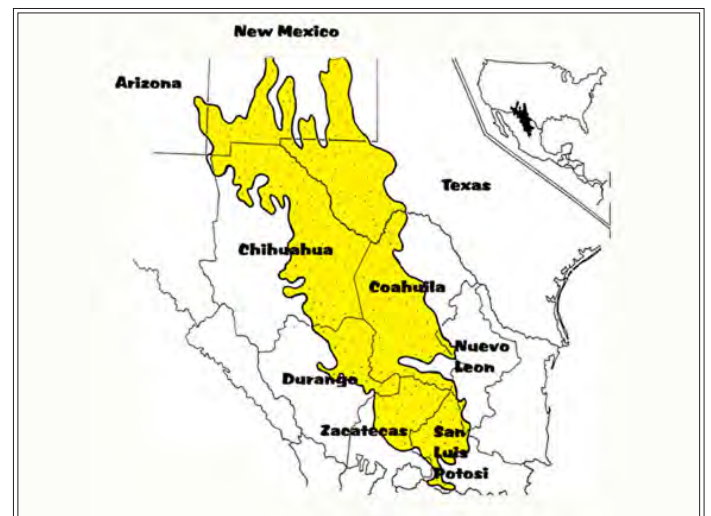 New Mexico
Arizona
Texas
Chihuahua
Coahuila
Nuevo
Leon
Durango
Zacatecas
San
Luis
Potosi